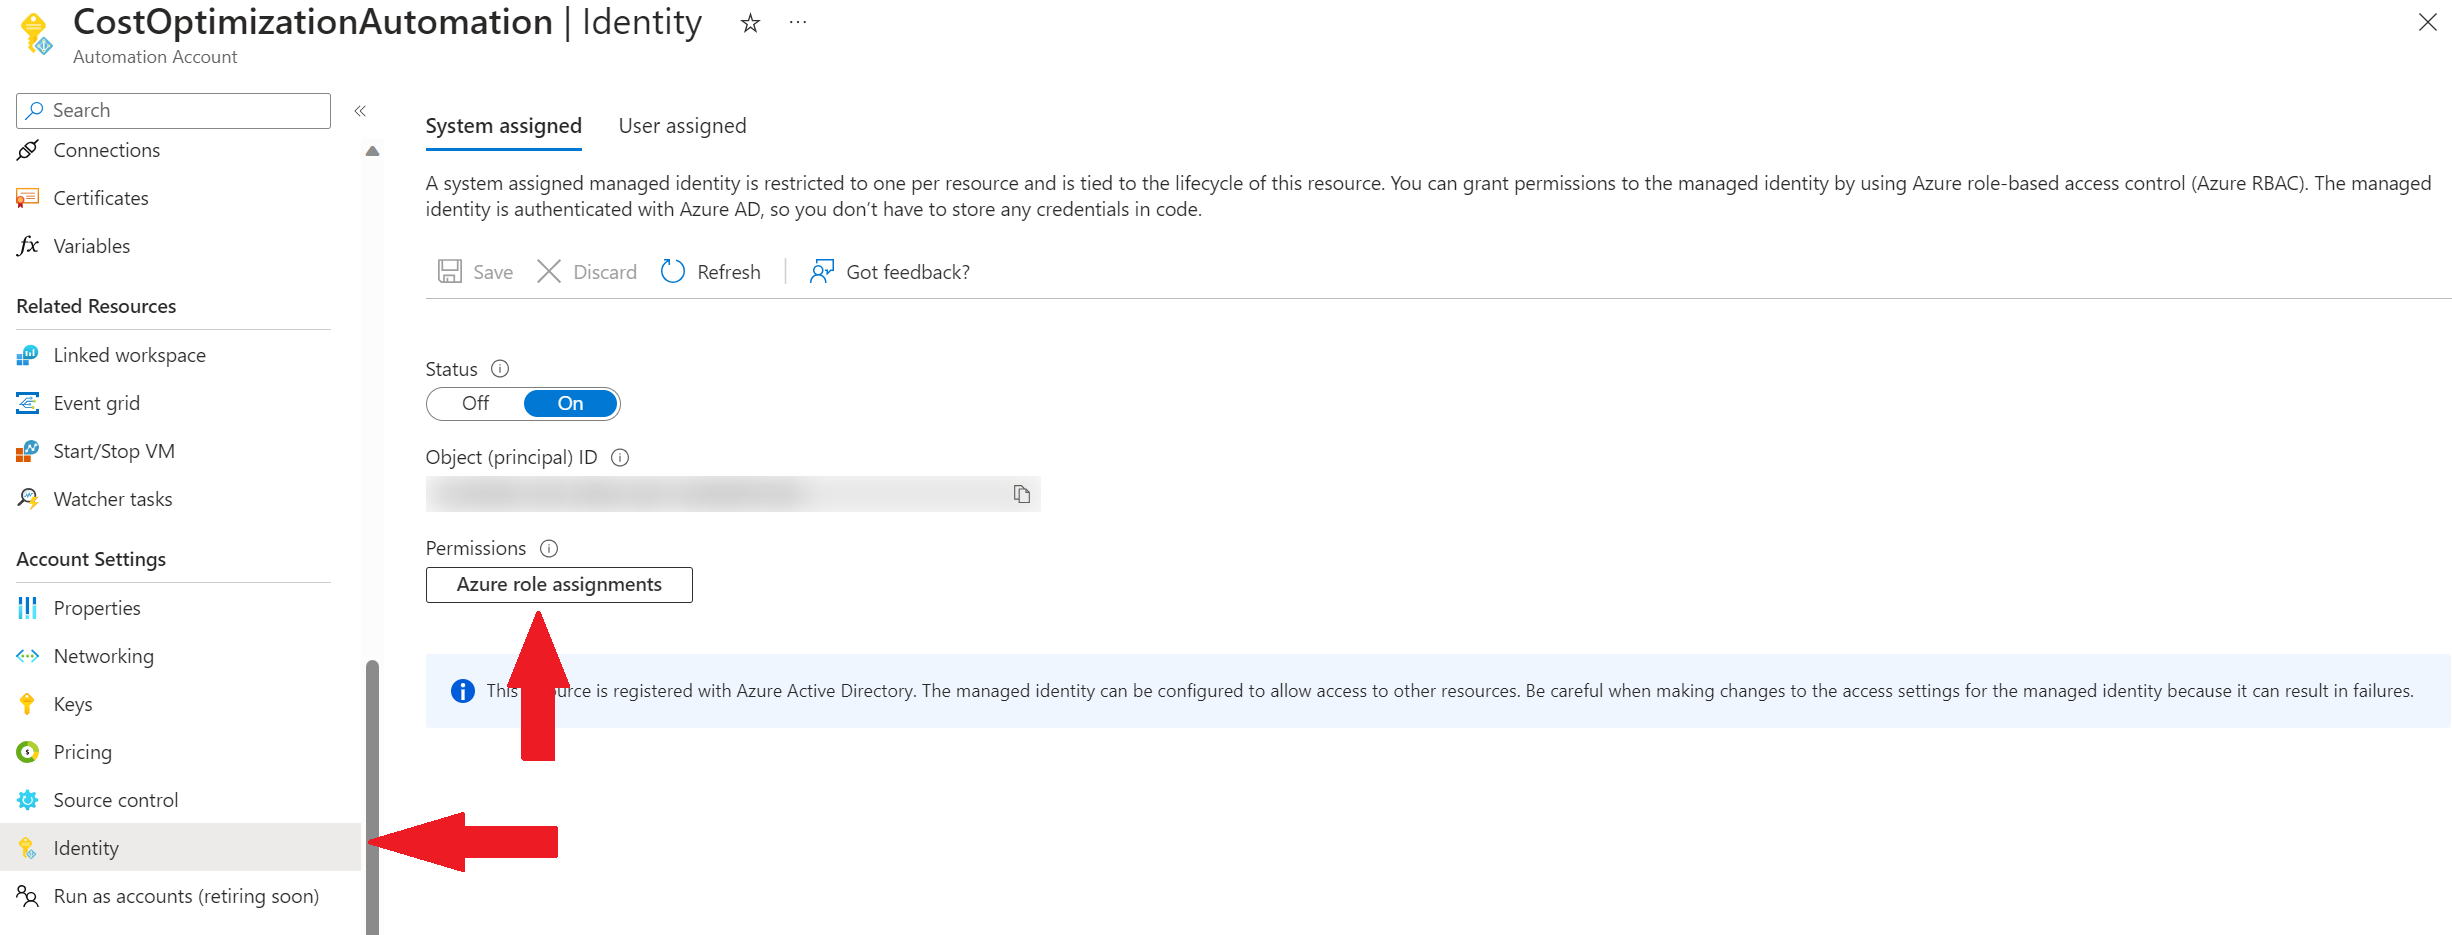 CostOptimizationAutomation | Identity
Automation Account
Search
Connections
Certificates
Variables
Related Resources
Linked workspace
Event grid
Start/Stop VM
Watcher tasks
Account Settings
Properties
Networking
Keys
Pricing
Source control
Identity
Run as accounts (retiring soon)
System assigned User assigned
A system assigned managed identity is restricted to one per resource and is tied to the lifecycle of this resource. You can grant permissions to the managed identity by using Azure role-based access control (Azure RBAC). The managed
identity is authenticated with Azure AD, so you don’t have to store any credentials in code.
Save Discard Refresh Got feedback?
Status
Off On
Object (principal) ID
Permissions
Azure role assignments
This is registered with Azure Active Directory. The managed identity can be configured to allow access to other resources. Be careful when making changes to the access settings for the managed identity because it can result in failures.